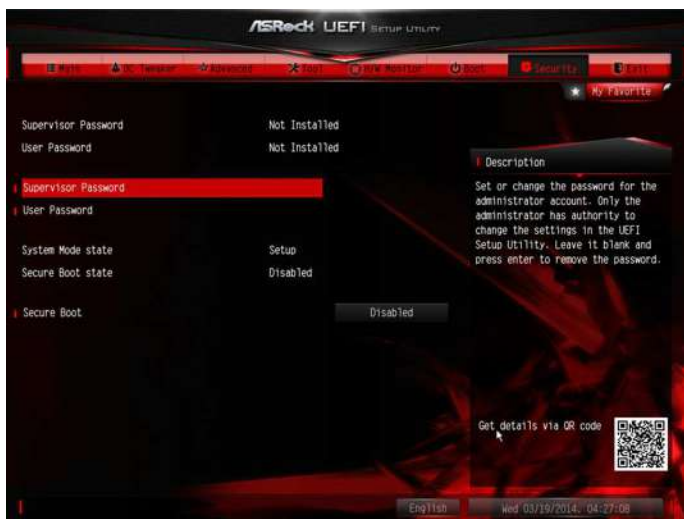 ASRock UEFI SETUP UTILITY
Main OC Tweaker Advanced Tool H/W Monitor Boot Security Exit
My Favorite
Supervisor Password Not Installed
User Password Not Installed
Description
Supervisor Password
User Password
Set or change the password for the
administrator account. Only the
administrator has authority to
change the settings in the UEFI
Setup Utility. Leave it blank and
press enter to remove the password.
System Mode state Setup
Secure Boot state Disabled
Secure Boot Disabled
Get details via QR code
English Wed 03/19/2014. 04:27:08